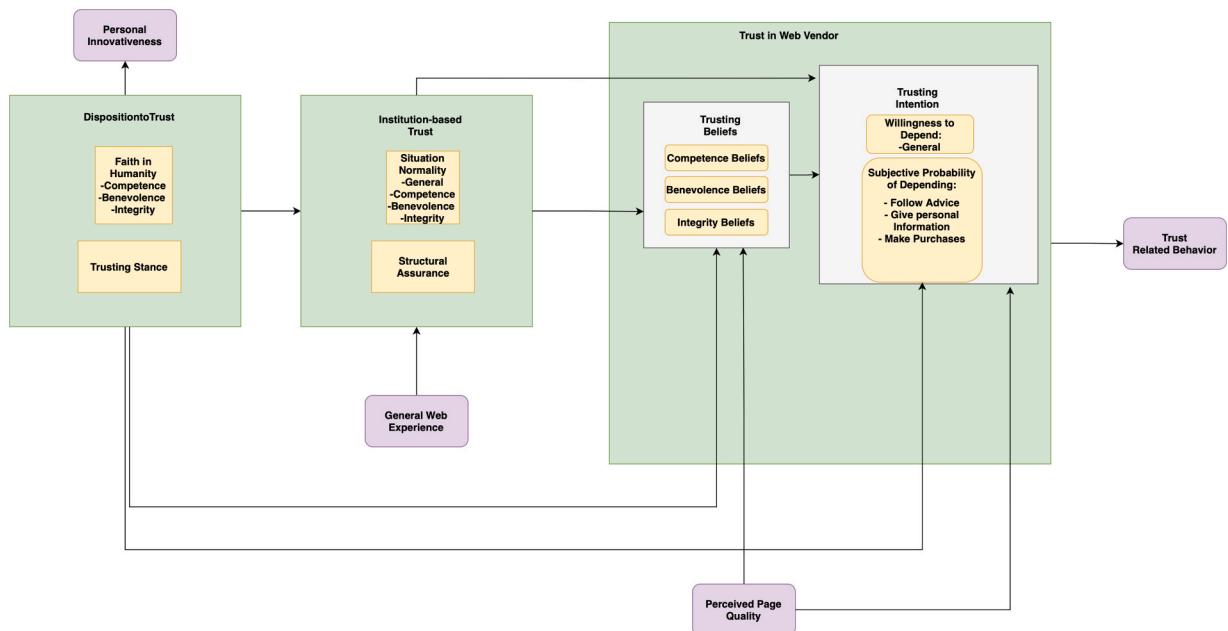 Personal
Innovativeness
DispositiontoTrust
Faith in
Humanity
-Competence
-Benevolence
-Integrity
Trusting Stance
Institution-based
Trust
Situation
Normality
-General
-Competence
-Benevolence
-Integrity
Structural
Assurance
General Web
Experience
Trust in Web Vendor
Trusting
Beliefs
Competence Beliefs
Benevolence Beliefs
Integrity Beliefs
Trusting
Intention
Willingness to
Depend:
-General
Subjective Probability
of Depending:
- Follow Advice
- Give personal
Information
- Make Purchases
Trust
Related Behavior
Perceived Page
Quality